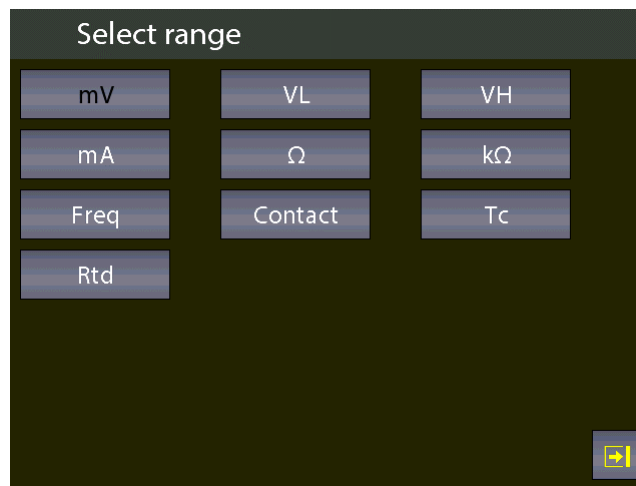 Select range
mV VL VH
mA Ω kΩ
Freq Contact Tc
Rtd